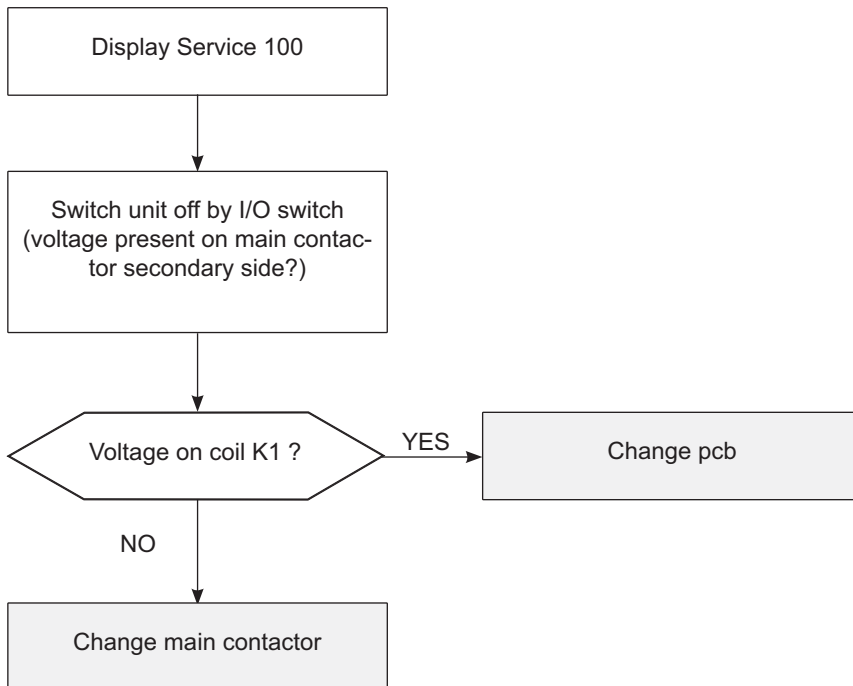 Display Service 100
Switch unit off by I/O switch
(voltage present on main contac-
tor secondary side?)
Voltage on coil K1 ?
YES
Change pcb
NO
Change main contactor